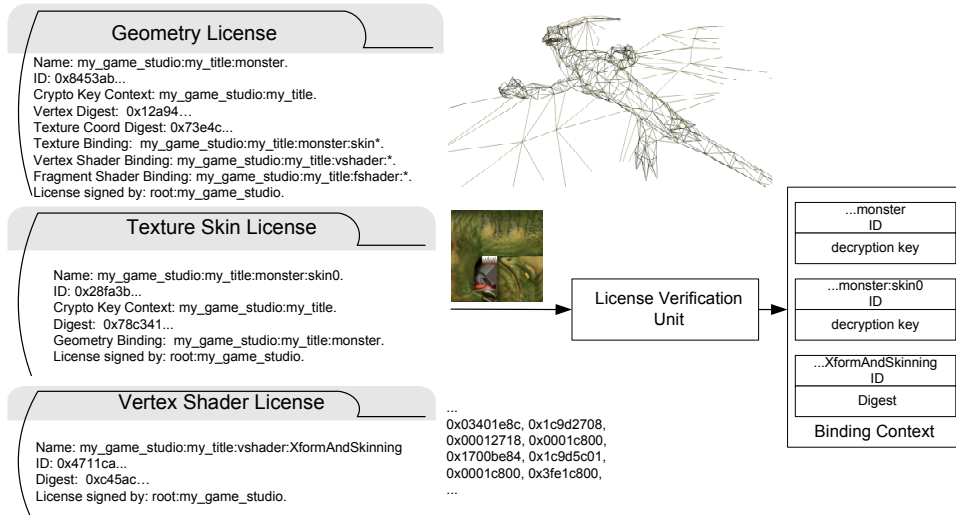 Geometry License
Name: my_game_studio:my_title:monster.
ID: 0x8453ab...
Crypto Key Context: my_game_studio:my_title.
Vertex Digest: 0x12a94...
Texture Coord Digest: 0x73e4c...
Texture Binding: my_game_studio:my_title:monster:skin*.
Vertex Shader Binding: my_game_studio:my_title:vshader:*.
Fragment Shader Binding: my_game_studio:my_title:fshader:*.
License signed by: root:my_game_studio.
Texture Skin License
Name: my_game_studio:my_title:monster:skin0.
ID: 0x28fa3b...
Crypto Key Context: my_game_studio:my_title.
Digest: 0x78c341...
Geometry Binding: my_game_studio:my_title:monster.
License signed by: root:my_game_studio.
Vertex Shader License
Name: my_game_studio:my_title:vshader:XformAndSkinning
ID: 0x4711ca...
Digest: 0xc45ac...
License signed by: root:my_game_studio.
...
0x03401e8c, 0x1c9d2708,
0x00012718, 0x0001c800,
0x1700be84, 0x1c9d5c01,
0x0001c800, 0x3fe1c800,
...
License Verification
Unit
...monster
ID
decryption key
...monster:skin0
ID
decryption key
...XformAndSkinning
ID
Digest
Binding Context